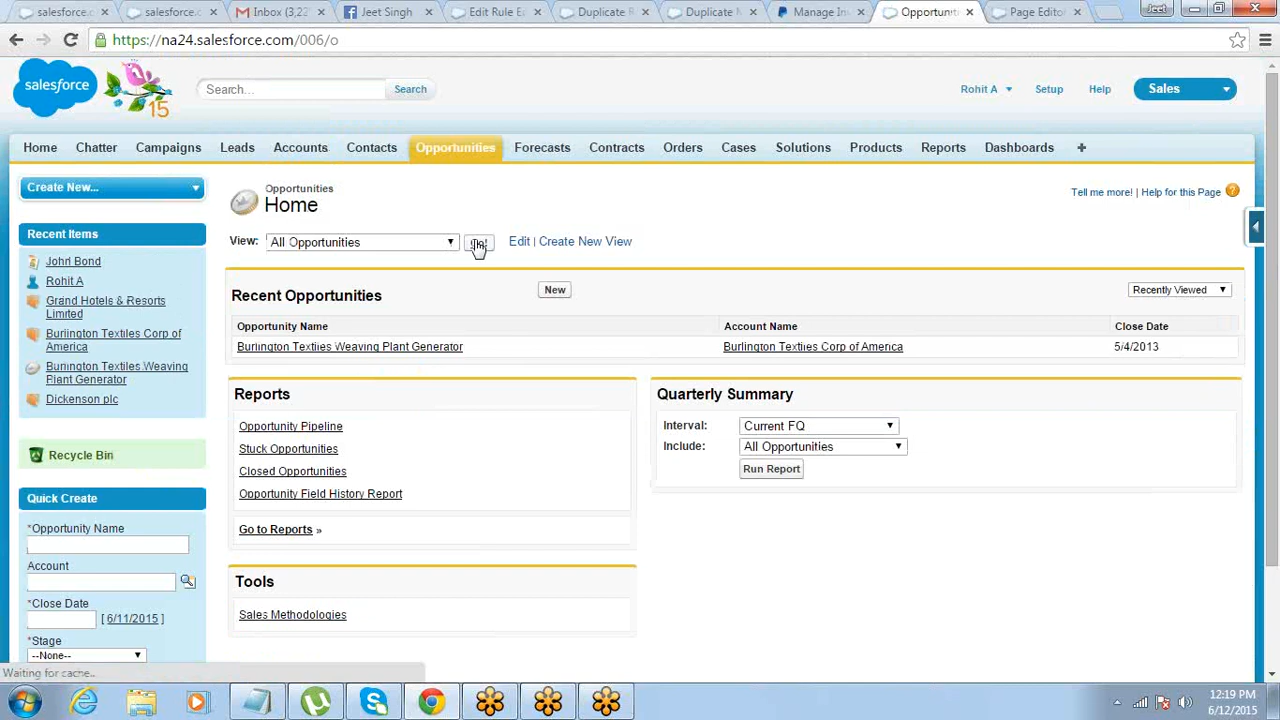 salesforce.c
salesforce.c
Inbox (3,22
Jeet Singh
Edit Rule E
Duplicate R
Duplicate M
Manage In
Opportunit
Page Editor
Jeet
https://na24.salesforce.com/006/o
salesforce
15
Search...
Search
Rohit A
Setup
Help
Sales
Home
Chatter
Campaigns
Leads
Accounts
Contacts
Opportunities
Forecasts
Contracts
Orders
Cases
Solutions
Products
Reports
Dashboards
+
Create New...
Opportunities
Home
Tell me more! | Help for this Page
Recent Items
View:
All Opportunities
Edit | Create New View
John Bond
Rohit A
Grand Hotels & Resorts
Limited
Burlington Textiles Corp of
America
Burlington Textiles Weaving
Plant Generator
Dickenson plc
Recent Opportunities
New
Recently Viewed
Opportunity Name
Account Name
Close Date
Burlington Textiles Weaving Plant Generator
Burlington Textiles Corp of America
5/4/2013
Reports
Opportunity Pipeline
Stuck Opportunities
Closed Opportunities
Opportunity Field History Report
Go to Reports »
Quarterly Summary
Interval:
Current FQ
Include:
All Opportunities
Run Report
Recycle Bin
Quick Create
*Opportunity Name
Account
*Close Date
[ 6/11/2015 ]
*Stage
--None--
Tools
Sales Methodologies
Waiting for cache...
12:19 PM
6/12/2015